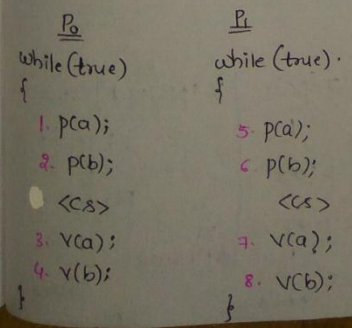 P0
while(true)
{
1. p(a);
2. p(b);
<cs>
3. v(a);
4. v(b);
}
P1
while(true).
{
5. p(a);
6. p(b);
<cs>
7. v(a);
8. v(b);
}